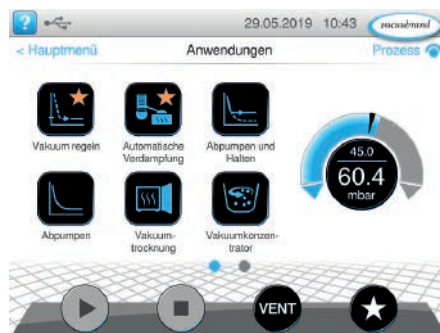 ?
29.05.2019 10:43
vacuubrand
< Hauptmenü
Anwendungen
Prozess
Vakuum regeln
Automatische
Verdampfung
Abpumpen und
Halten
45.0
60.4
mbar
Abpumpen
Vakuum-
trocknung
Vakuumkonzen-
trator
VENT